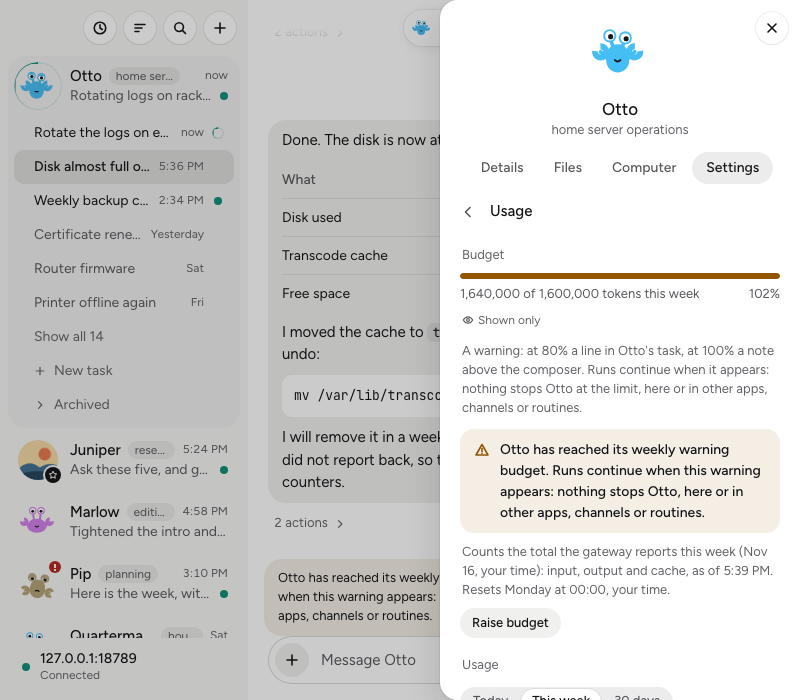 Otto home ser... now
Rotating logs on rack...
Rotate the logs on e... now
Disk almost full o... 5:36 PM
Weekly backup c... 2:34 PM
Certificate rene... Yesterday
Router firmware Sat
Printer offline again Fri
Show all 14
+ New task
Archived
Juniper rese... 5:24 PM
Ask these five, and g...
Marlow editi... 4:58 PM
Tightened the intro and...
Pip planning 3:10 PM
Here is the week, wit...
Quarterma hou... Sat
127.0.0.1:18789
Connected
2 actions
Done. The disk is now at
What
Disk used
Transcode cache
Free space
I moved the cache to
undo:
mv /var/lib/transco
I will remove it in a week
did not report back, so t
counters.
2 actions
Otto has reached its weekly
when this warning appears:
apps, channels or routines.
Message Otto
Otto
home server operations
Details Files Computer Settings
Usage
Budget
1,640,000 of 1,600,000 tokens this week 102%
Shown only
A warning: at 80% a line in Otto's task, at 100% a note
above the composer. Runs continue when it appears:
nothing stops Otto at the limit, here or in other apps,
channels or routines.
Otto has reached its weekly warning
budget. Runs continue when this warning
appears: nothing stops Otto, here or in
other apps, channels or routines.
Counts the total the gateway reports this week (Nov
16, your time): input, output and cache, as of 5:39 PM.
Resets Monday at 00:00, your time.
Raise budget
Usage
Today This week 30 days